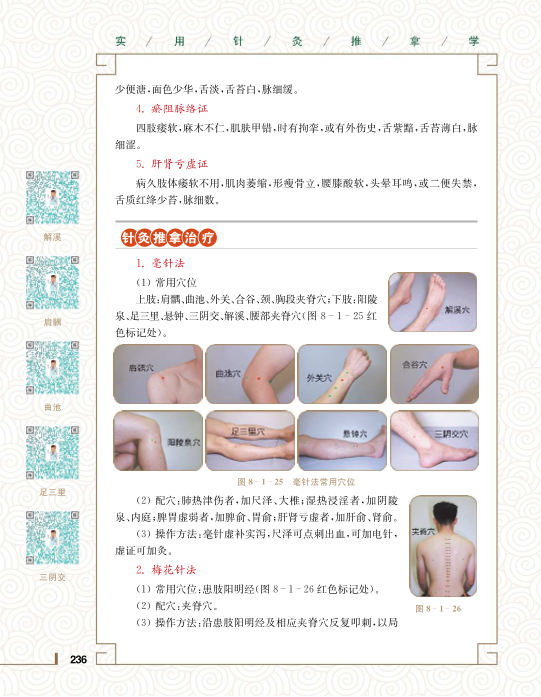 实 / 用 / 针 / 灸 / 推 / 拿 / 学
少便溏,面色少华,舌淡,舌苔白,脉细缓。
4. 瘀阻脉络证
四肢痿软,麻木不仁,肌肤甲错,时有拘挛,或有外伤史,舌紫黯,舌苔薄白,脉
细涩。
5. 肝肾亏虚证
病久肢体痿软不用,肌肉萎缩,形瘦骨立,腰膝酸软,头晕耳鸣,或二便失禁,
舌质红绛少苔,脉细数。
针灸推拿治疗
1. 毫针法
(1) 常用穴位
上肢:肩髃、曲池、外关、合谷、颈、胸段夹脊穴;下肢:阳陵
泉、足三里、悬钟、三阴交、解溪、腰部夹脊穴(图 8-1-25 红
色标记处)。
解溪穴
肩髃穴
曲池穴
外关穴
合谷穴
阳陵泉穴
足三里穴
悬钟穴
三阴交穴
图 8-1-25 毫针法常用穴位
(2) 配穴:肺热津伤者,加尺泽、大椎;湿热浸淫者,加阴陵
泉、内庭;脾胃虚弱者,加脾俞、胃俞;肝肾亏虚者,加肝俞、肾俞。
(3) 操作方法:毫针虚补实泻,尺泽可点刺出血,可加电针,
虚证可加灸。
2. 梅花针法
(1) 常用穴位:患肢阳明经(图 8-1-26 红色标记处)。
(2) 配穴:夹脊穴。
(3) 操作方法:沿患肢阳明经及相应夹脊穴反复叩刺,以局
夹脊穴
图 8-1-26
解溪
肩髃
曲池
足三里
三阴交
236